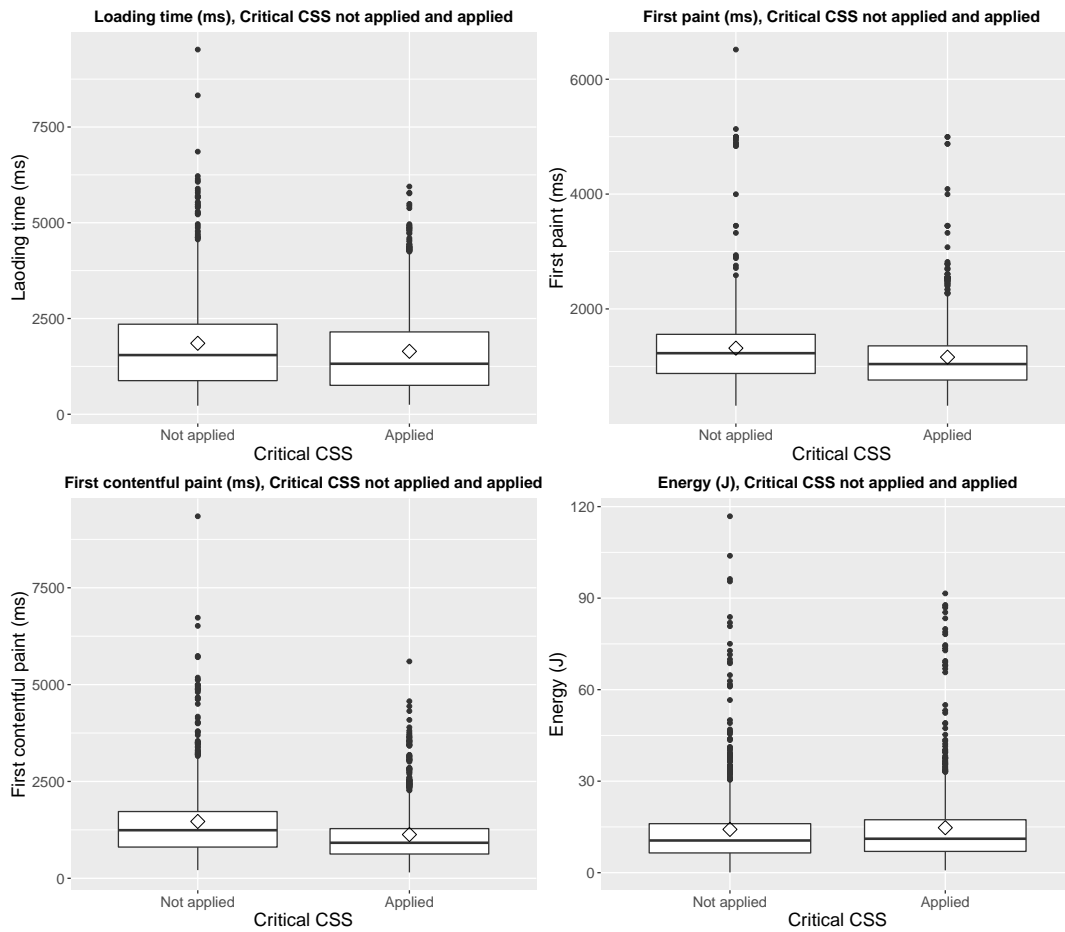 Loading time (ms), Critical CSS not applied and applied
Laoding time (ms)
7500
5000
2500
0
Not applied
Applied
Critical CSS
First paint (ms), Critical CSS not applied and applied
First paint (ms)
6000
4000
2000
Not applied
Applied
Critical CSS
First contentful paint (ms), Critical CSS not applied and applied
First contentful paint (ms)
7500
5000
2500
0
Not applied
Applied
Critical CSS
Energy (J), Critical CSS not applied and applied
Energy (J)
120
90
60
30
0
Not applied
Applied
Critical CSS